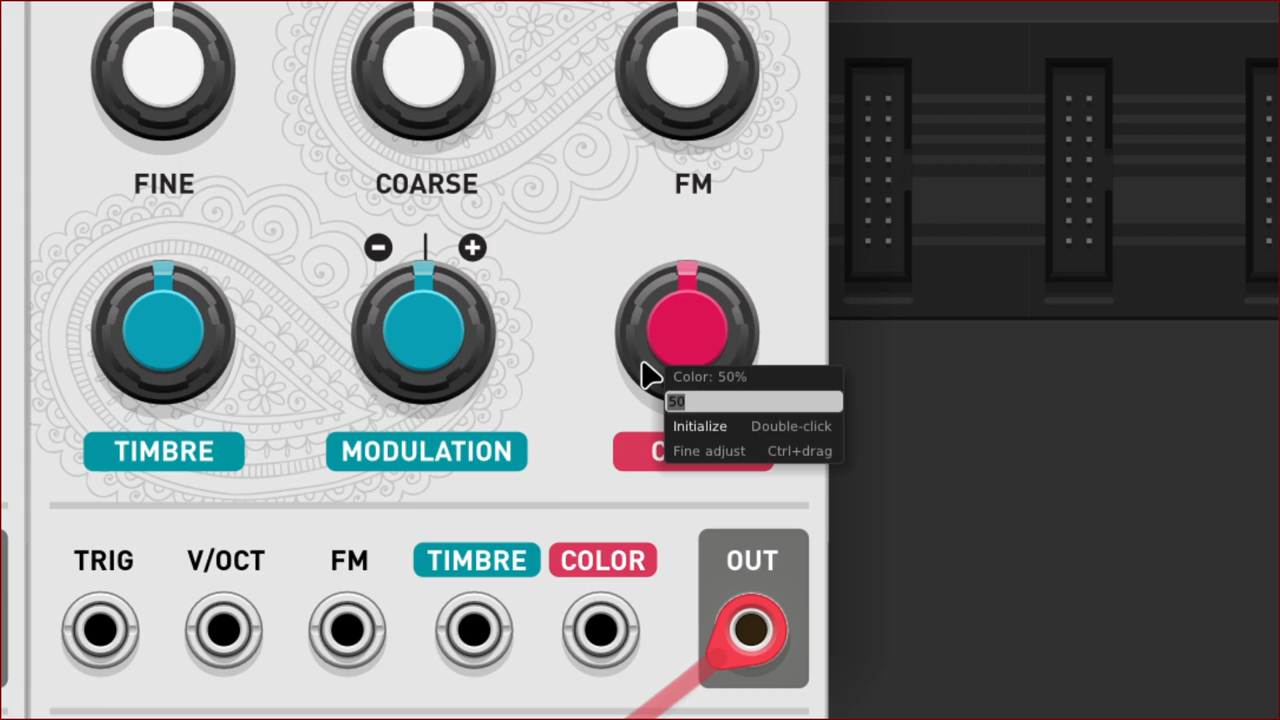 FINE COARSE FM
TIMBRE MODULATION C
Color: 50%
50
Initialize Double-click
Fine adjust Ctrl+drag
TRIG V/OCT FM TIMBRE COLOR OUT